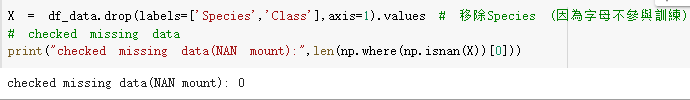 X = df_data.drop(labels=['Species','Class'],axis=1).values # 移除Species (因為字母不參與訓練)
# checked missing data
print("checked missing data(NAN mount):",len(np.where(np.isnan(X))[0]))
checked missing data(NAN mount): 0